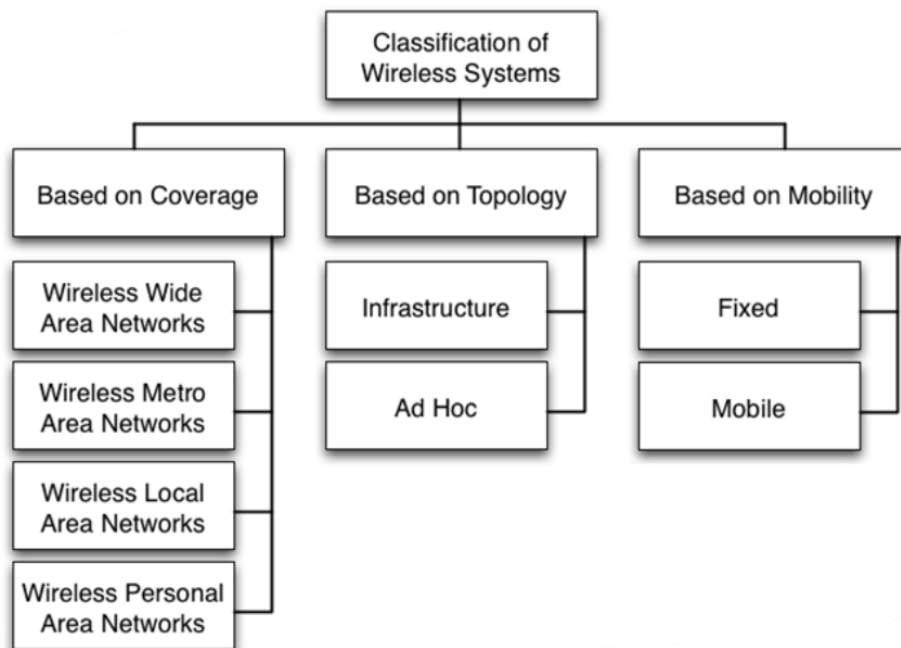 Classification of
Wireless Systems
Based on Coverage
Wireless Wide
Area Networks
Wireless Metro
Area Networks
Wireless Local
Area Networks
Wireless Personal
Area Networks
Based on Topology
Infrastructure
Ad Hoc
Based on Mobility
Fixed
Mobile